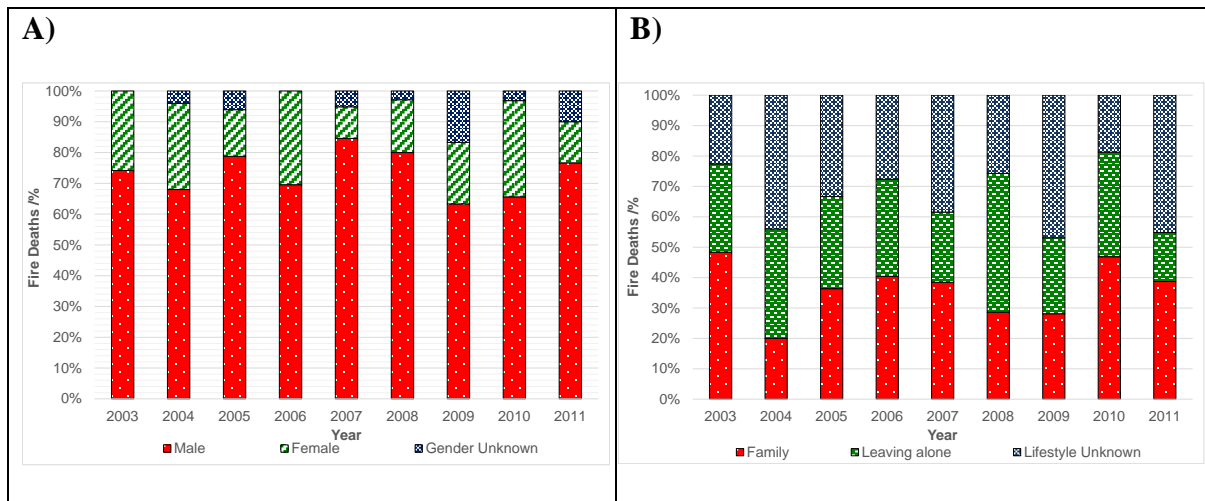 A)
Fire Deaths /%
100%
90%
80%
70%
60%
50%
40%
30%
20%
10%
0%
2003 2004 2005 2006 2007 2008 2009 2010 2011
Year
Male Female Gender Unknown
B)
Fire Deaths /%
100%
90%
80%
70%
60%
50%
40%
30%
20%
10%
0%
2003 2004 2005 2006 2007 2008 2009 2010 2011
Year
Family Leaving alone Lifestyle Unknown